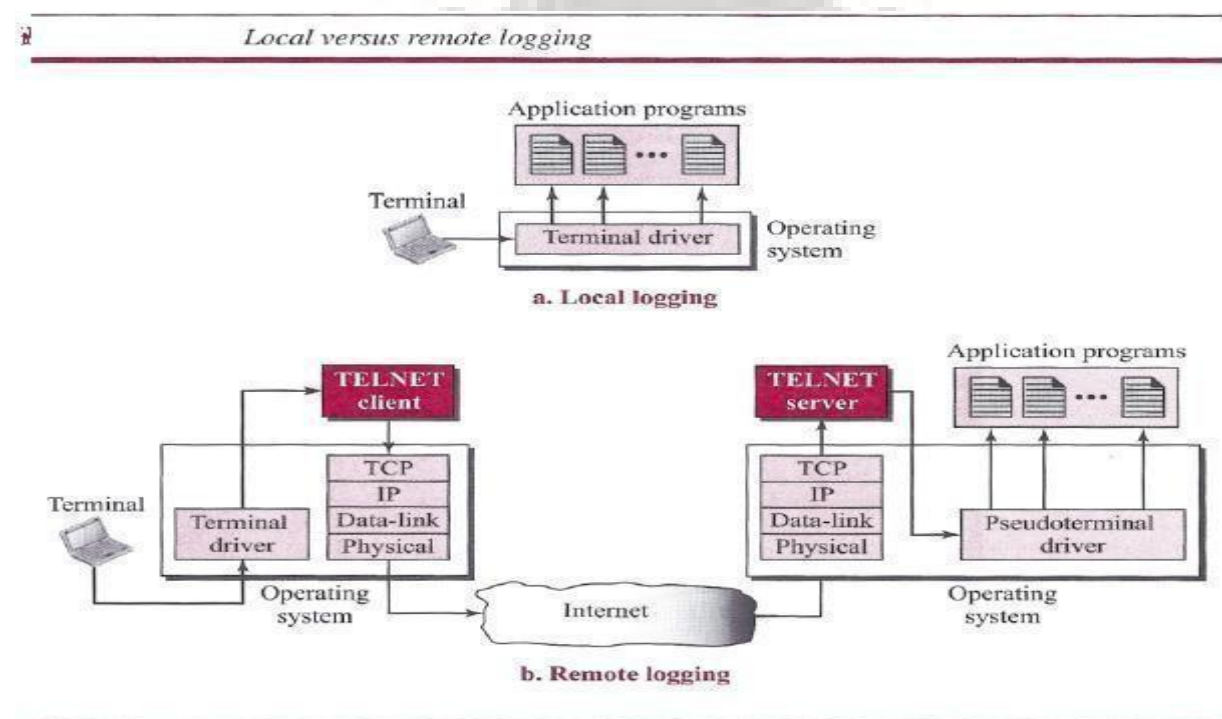 Local versus remote logging
Application programs
•••
Terminal
Terminal driver
Operating
system
a. Local logging
Application programs
•••
TELNET
client
TELNET
server
TCP
IP
Data-link
Physical
Terminal
Terminal
driver
Operating
system
Internet
TCP
IP
Data-link
Physical
Pseudoterminal
driver
Operating
system
b. Remote logging